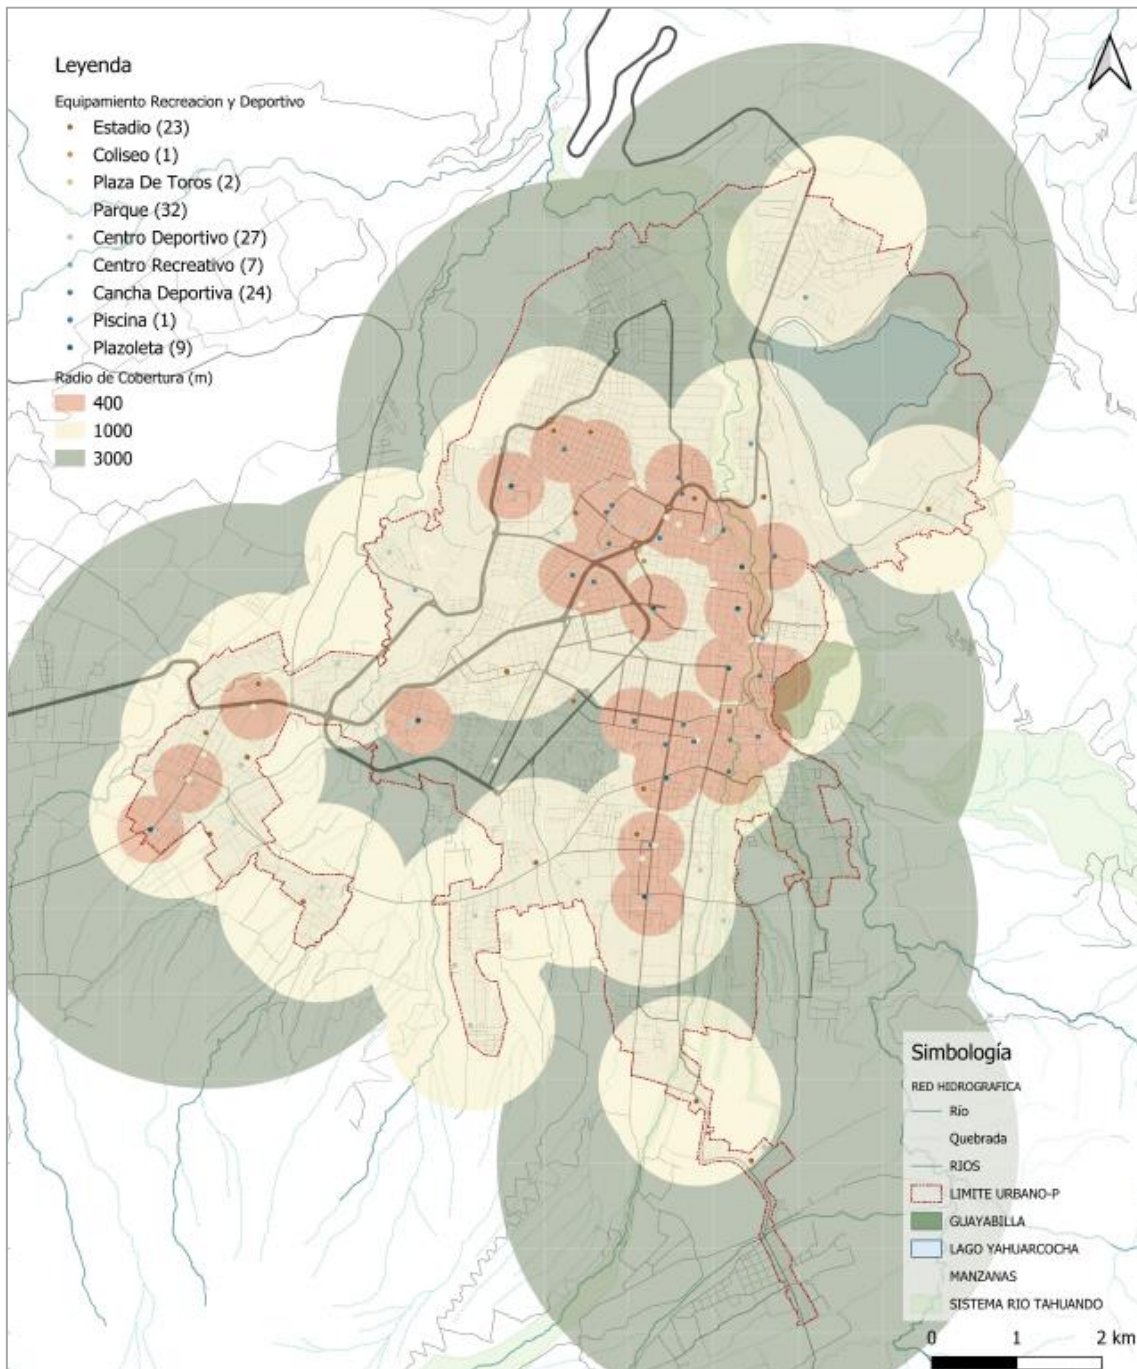 Leyenda
Equipamiento Recreacion y Deportivo
Estadio (23)
Coliseo (1)
Plaza De Toros (2)
Parque (32)
Centro Deportivo (27)
Centro Recreativo (7)
Cancha Deportiva (24)
Piscina (1)
Plazoleta (9)
Radio de Cobertura (m)
400
1000
3000
Simbología
RED HIDROGRAFICA
Río
Quebrada
RIOS
LIMITE URBANO-P
GUAYABILLA
LAGO YAHUARCOCHA
MANZANAS
SISTEMA RIO TAHUANDO
0 1 2 km